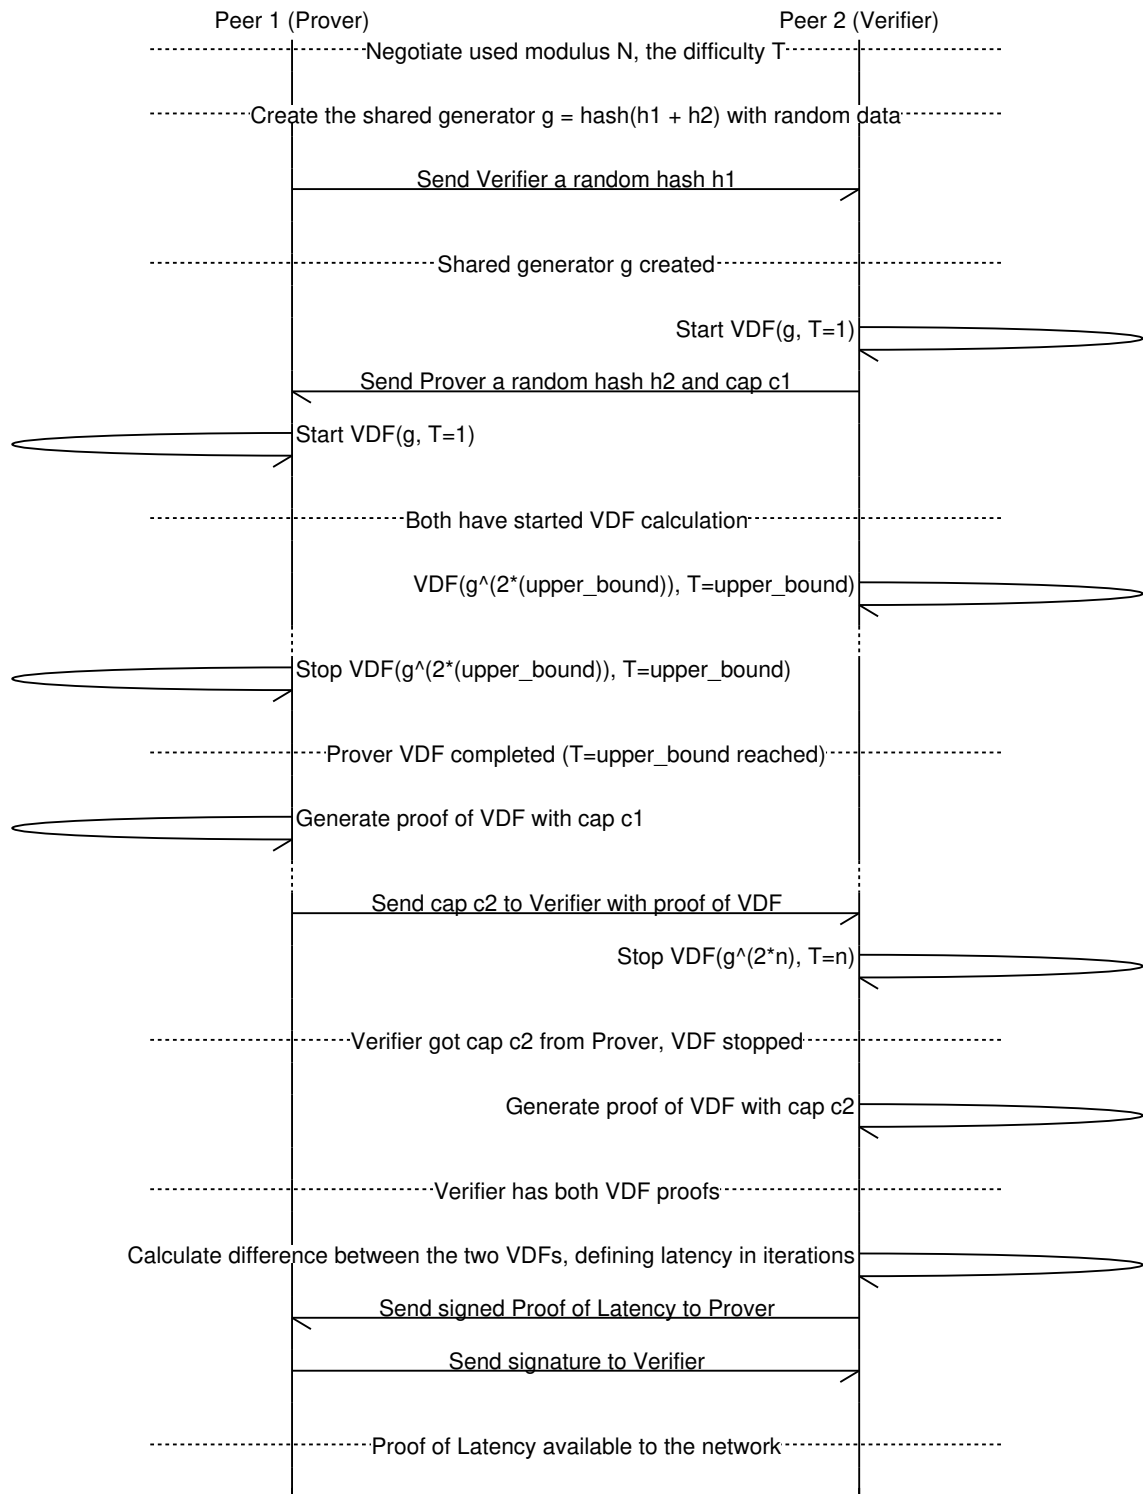 Peer 1 (Prover)
Peer 2 (Verifier)
Negotiate used modulus N, the difficulty T
Create the shared generator g = hash(h1 + h2) with random data
Send Verifier a random hash h1
Shared generator g created
Start VDF(g, T=1)
Send Prover a random hash h2 and cap c1
Start VDF(g, T=1)
Both have started VDF calculation
VDF(g^(2*(upper_bound)), T=upper_bound)
Stop VDF(g^(2*(upper_bound)), T=upper_bound)
Prover VDF completed (T=upper_bound reached)
Generate proof of VDF with cap c1
Send cap c2 to Verifier with proof of VDF
Stop VDF(g^(2*n), T=n)
Verifier got cap c2 from Prover, VDF stopped
Generate proof of VDF with cap c2
Verifier has both VDF proofs
Calculate difference between the two VDFs, defining latency in iterations
Send signed Proof of Latency to Prover
Send signature to Verifier
Proof of Latency available to the network